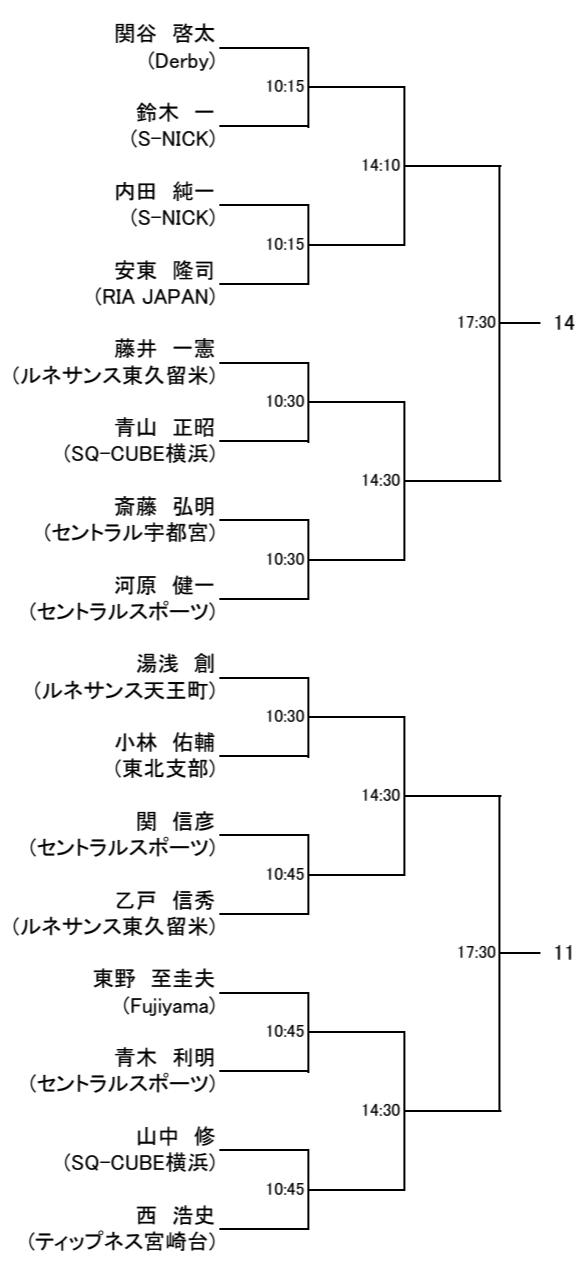 関谷　啓太
(Derby)
10:15
鈴木　一
(S-NICK)
14:10
内田　純一
(S-NICK)
10:15
安東　隆司
(RIA JAPAN)
17:30
14
藤井　一憲
(ルネサンス東久留米)
10:30
青山　正昭
(SQ-CUBE横浜)
14:30
斎藤　弘明
(セントラル宇都宮)
10:30
河原　健一
(セントラルスポーツ)
湯浅　創
(ルネサンス天王町)
10:30
小林　佑輔
(東北支部)
14:30
関　信彦
(セントラルスポーツ)
10:45
乙戸　信秀
(ルネサンス東久留米)
17:30
11
東野　至圭夫
(Fujiyama)
10:45
青木　利明
(セントラルスポーツ)
14:30
山中　修
(SQ-CUBE横浜)
10:45
西　浩史
(ティップネス宮崎台)